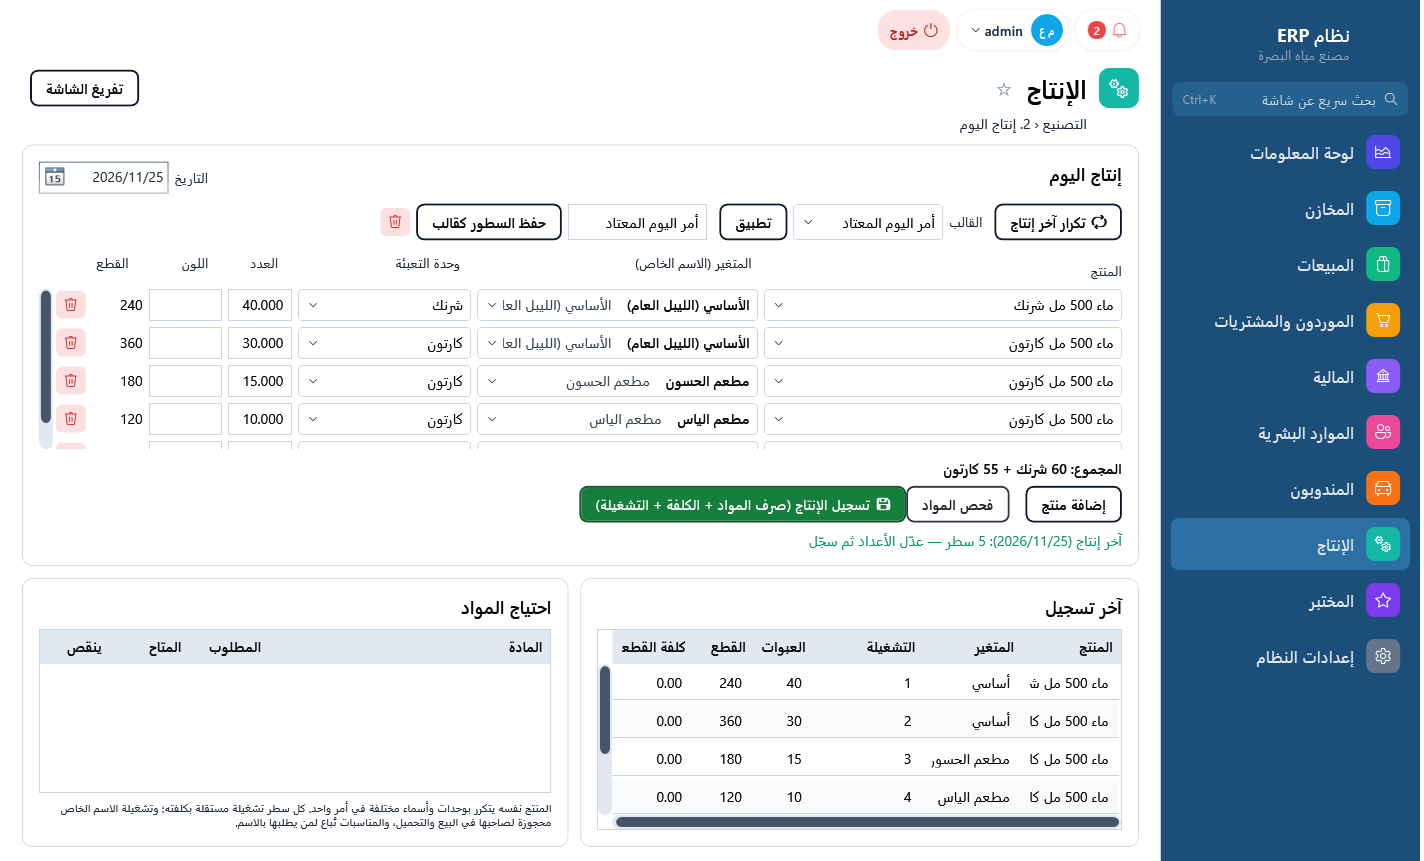 نظام ERP
مصنع مياه البصرة
بحث سريع عن شاشة Ctrl+K
لوحة المعلومات
المخازن
المبيعات
الموردون والمشتريات
المالية
الموارد البشرية
المندوبون
الإنتاج
المختبر
إعدادات النظام
2
م ع admin
خروج
الإنتاج
التصنيع › 2. إنتاج اليوم
تفريغ الشاشة
إنتاج اليوم
التاريخ 2026/11/25 15
تكرار آخر إنتاج القالب أمر اليوم المعتاد تطبيق أمر اليوم المعتاد حفظ السطور كقالب
المنتج المتغير (الاسم الخاص) وحدة التعبئة العدد اللون القطع
ماء 500 مل شرنك الأساسي (الليبل العام) الأساسي (الليبل العا شرنك 40.000 240
ماء 500 مل كارتون الأساسي (الليبل العام) الأساسي (الليبل العا كارتون 30.000 360
ماء 500 مل كارتون مطعم الحسون مطعم الحسون كارتون 15.000 180
ماء 500 مل كارتون مطعم الياس مطعم الياس كارتون 10.000 120
المجموع: 60 شرنك + 55 كارتون
إضافة منتج فحص المواد تسجيل الإنتاج (صرف المواد + الكلفة + التشغيلة)
آخر إنتاج (2026/11/25): 5 سطر — عدّل الأعداد ثم سجّل
آخر تسجيل
المنتج المتغير التشغيلة العبوات القطع كلفة القطع
ماء 500 مل ش أساسي 1 40 240 0.00
ماء 500 مل كا أساسي 2 30 360 0.00
ماء 500 مل كا مطعم الحسور 3 15 180 0.00
ماء 500 مل كا مطعم الياس 4 10 120 0.00
احتياج المواد
المادة المطلوب المتاح ينقص
المنتج نفسه يتكرر بوحدات وأسماء مختلفة في أمر واحد. كل سطر تشغيلة مستقلة بكلفته؛ وتشغيلة الاسم الخاص
محجوزة لصاحبها في البيع والتحميل، والمناسبات تُباع لمن يطلبها بالاسم.